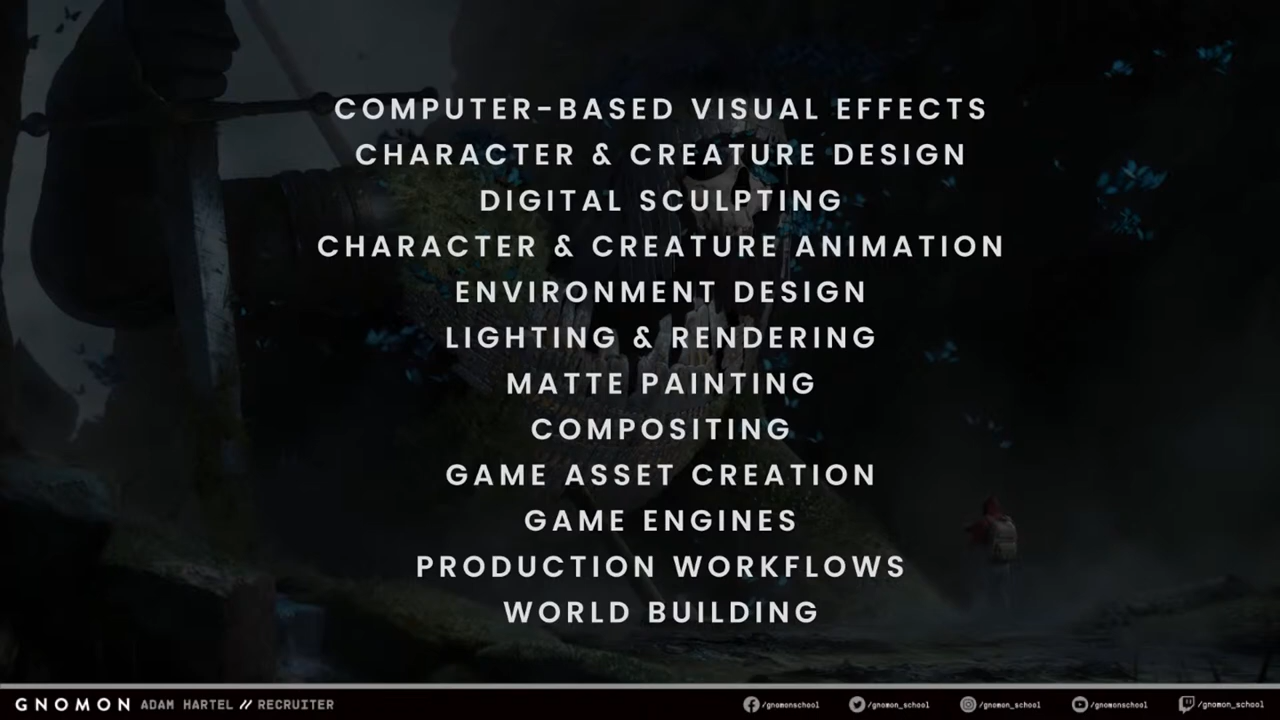 COMPUTER-BASED VISUAL EFFECTS
CHARACTER & CREATURE DESIGN
DIGITAL SCULPTING
CHARACTER & CREATURE ANIMATION
ENVIRONMENT DESIGN
LIGHTING & RENDERING
MATTE PAINTING
COMPOSITING
GAME ASSET CREATION
GAME ENGINES
PRODUCTION WORKFLOWS
WORLD BUILDING
GNOMON ADAM HARTEL // RECRUITER /gnomonschool /gnomon_school /gnomon_school /gnomonschool /gnomon_school